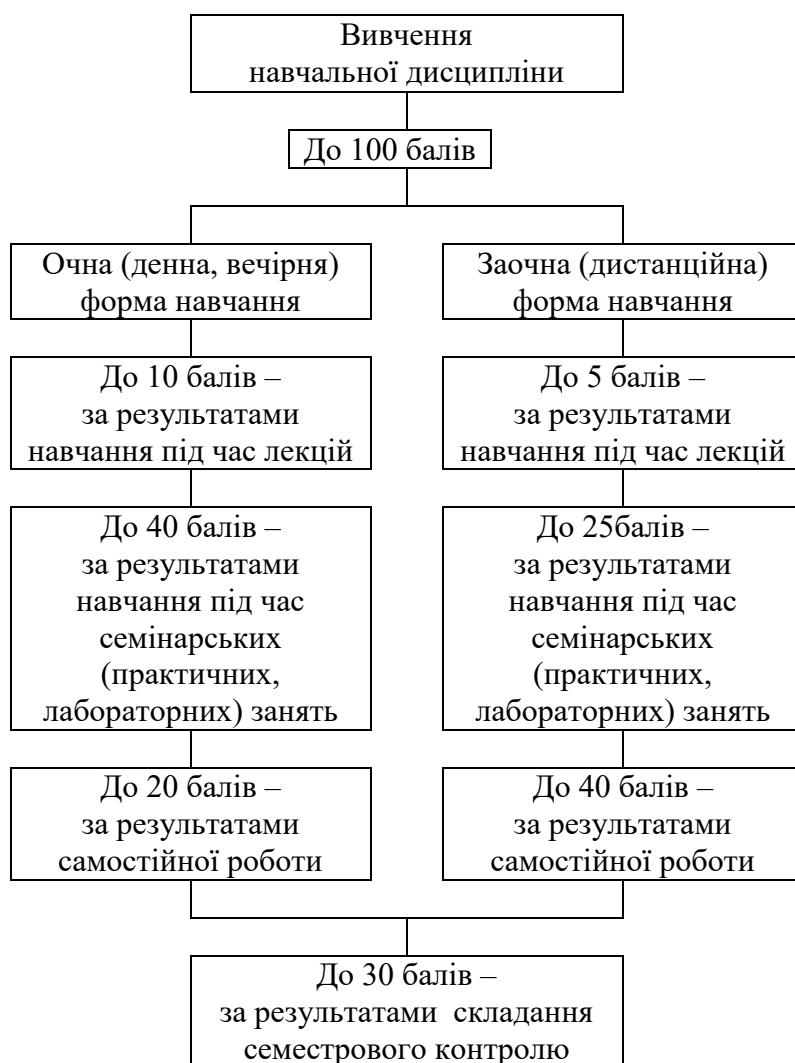 Вивчення
навчальної дисципліни
До 100 балів
Очна (денна, вечірня)
форма навчання
Заочна (дистанційна)
форма навчання
До 10 балів –
за результатами
навчання під час лекцій
До 5 балів –
за результатами
навчання під час лекцій
До 40 балів –
за результатами
навчання під час
семінарських
(практичних,
лабораторних) занять
До 25балів –
за результатами
навчання під час
семінарських
(практичних,
лабораторних) занять
До 20 балів –
за результатами
самостійної роботи
До 40 балів –
за результатами
самостійної роботи
До 30 балів –
за результатами складання
семестрового контролю